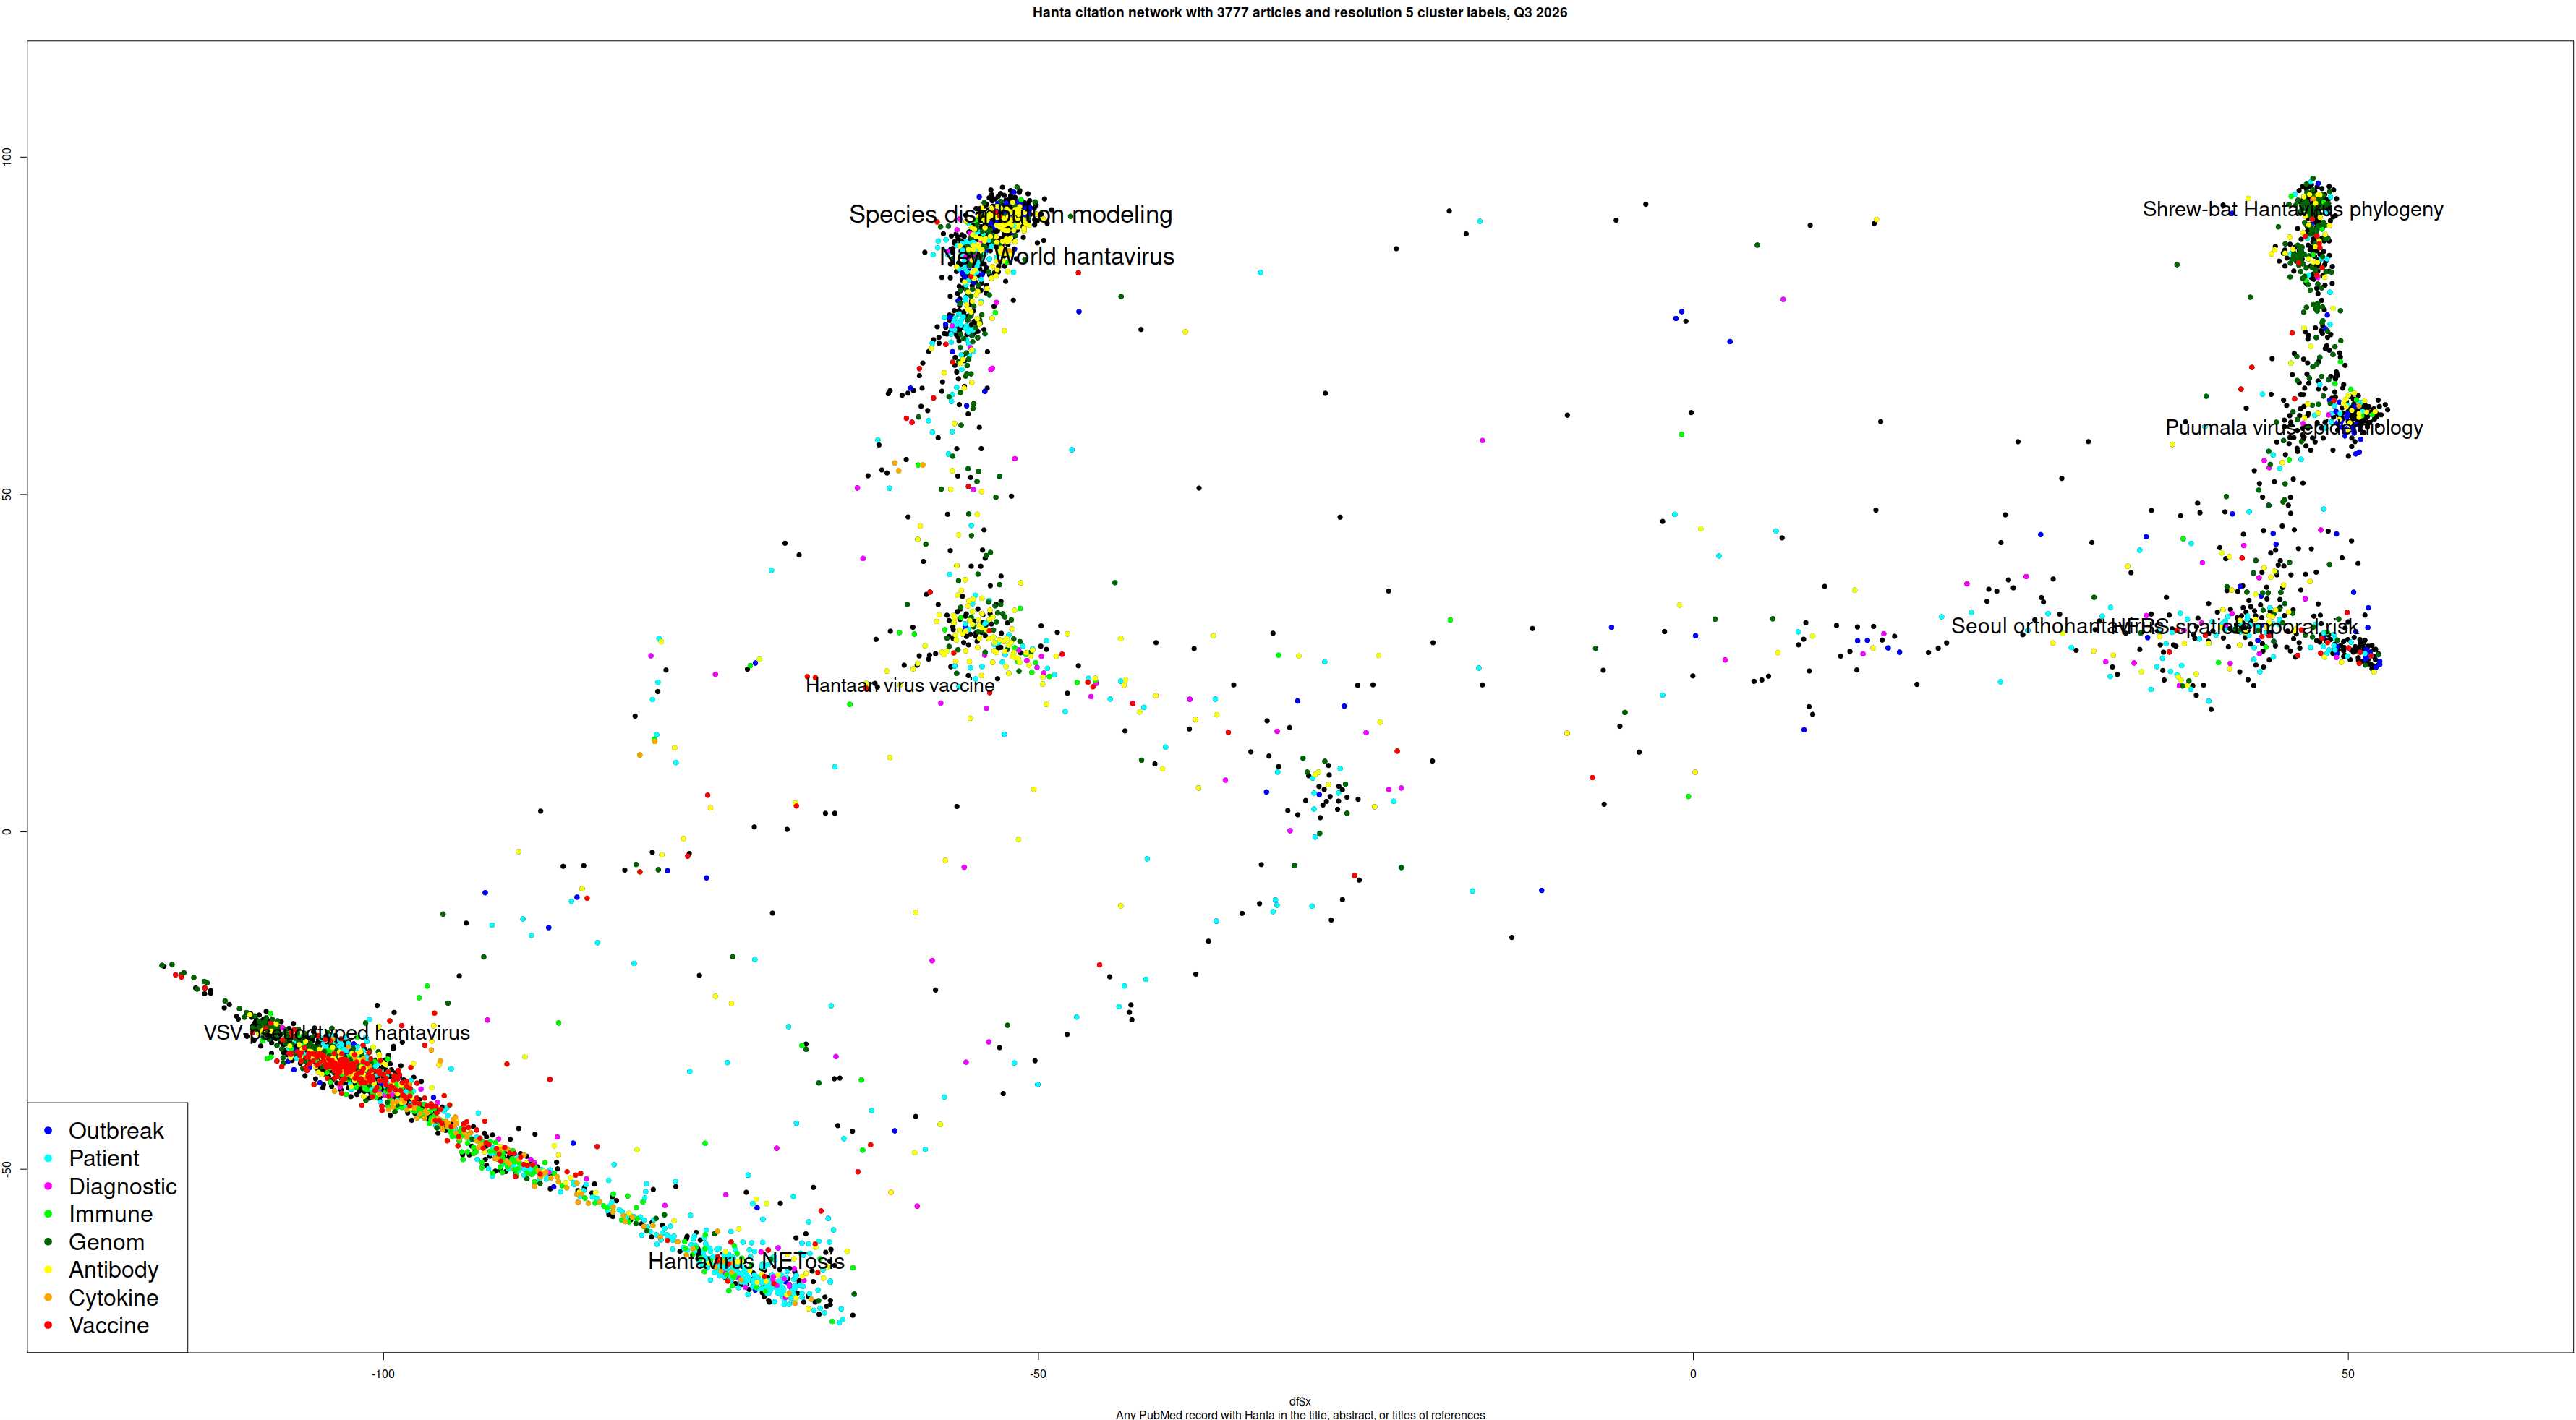 Hanta citation network with 3777 articles and resolution 5 cluster labels, Q3 2026
100
50
0
-50
Species distribution modeling
New World hantavirus
Shrew-bat Hantavirus phylogeny
Puumala virus epidemiology
Seoul orthohantavirus
HFRS spatiotemporal risk
Hantaan virus vaccine
VSV-pseudotyped hantavirus
Hantavirus NETosis
Outbreak
Patient
Diagnostic
Immune
Genom
Antibody
Cytokine
Vaccine
-100
-50
0
50
df$x
Any PubMed record with Hanta in the title, abstract, or titles of references